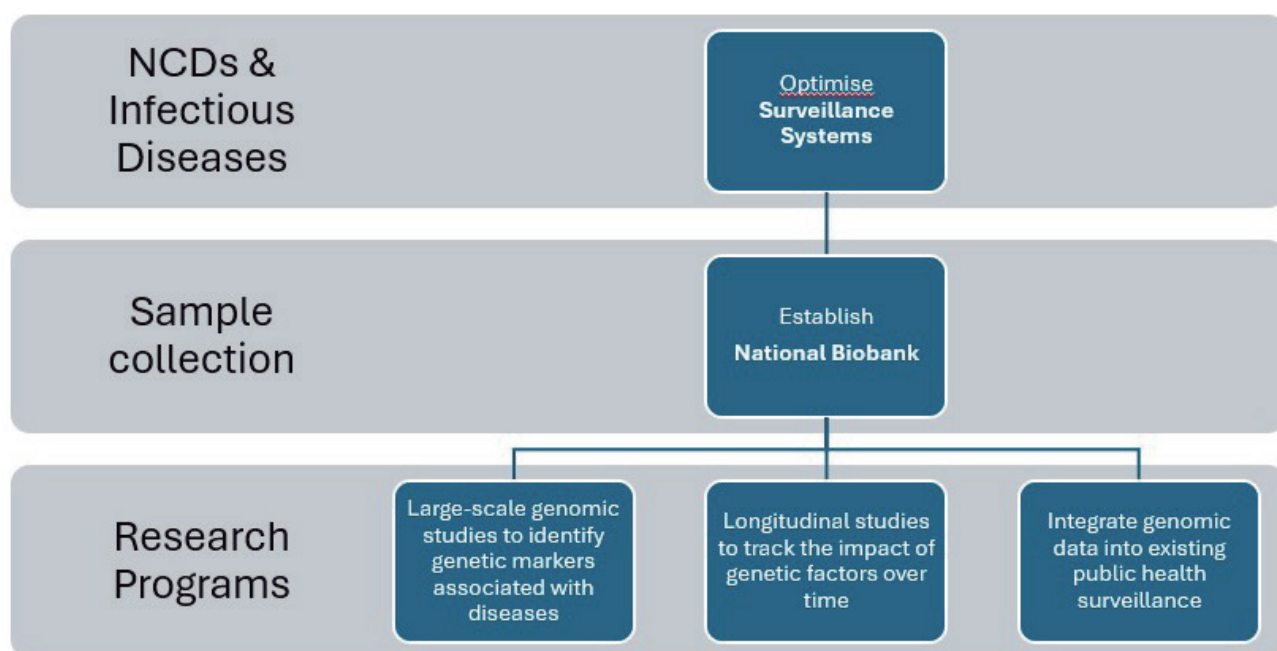 NCDs &
Infectious
Diseases
Optimise
Surveillance
Systems
Sample
collection
Establish
National Biobank
Research
Programs
Large-scale genomic
studies to identify
genetic markers
associated with
diseases
Longitudinal studies
to track the impact of
genetic factors over
time
Integrate genomic
data into existing
public health
surveillance